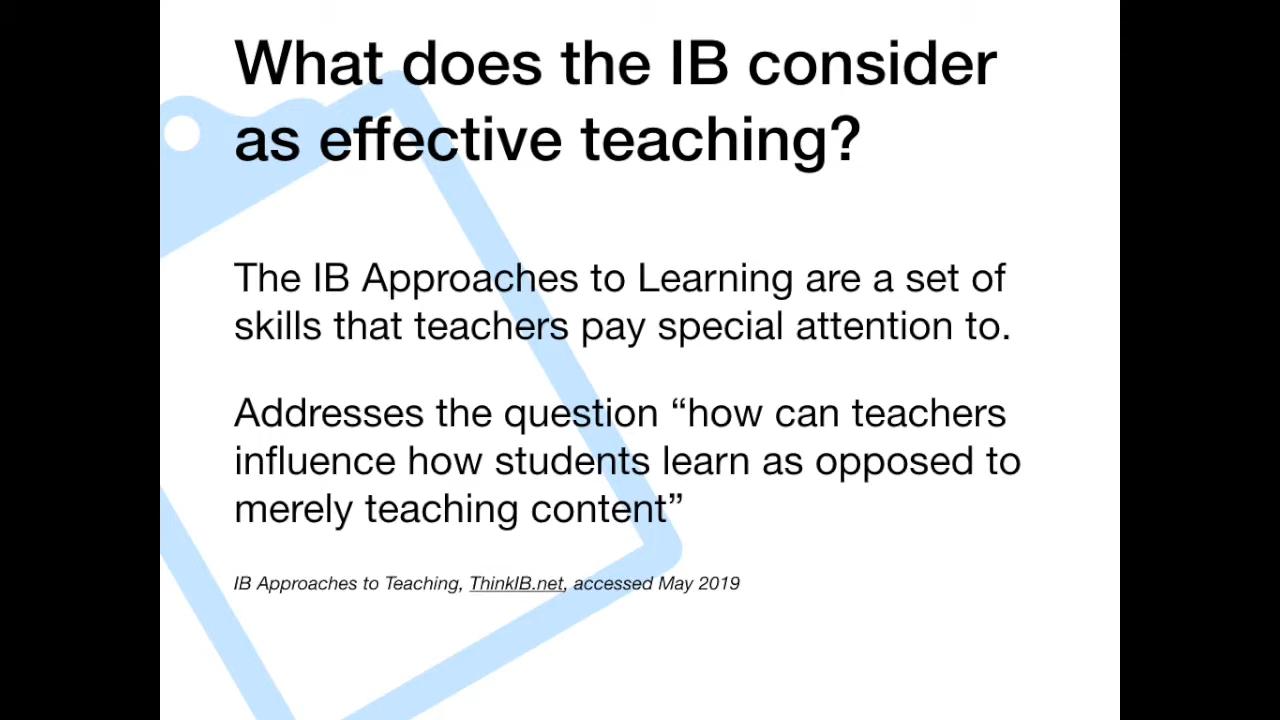 What does the IB consider
as effective teaching?
The IB Approaches to Learning are a set of
skills that teachers pay special attention to.
Addresses the question “how can teachers
influence how students learn as opposed to
merely teaching content”
IB Approaches to Teaching, ThinkIB.net, accessed May 2019